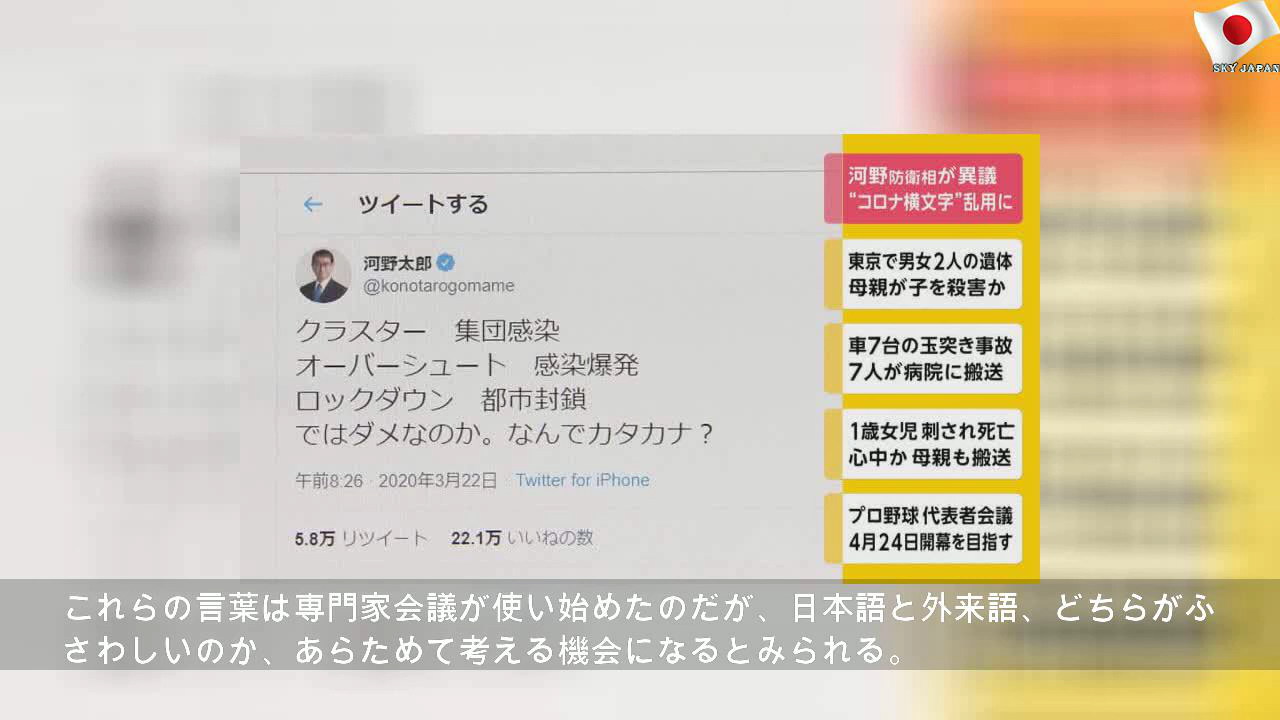 SKY JAPAN
ツイートする
河野太郎
@konotarogomame
クラスター　集団感染
オーバーシュート　感染爆発
ロックダウン　都市封鎖
ではダメなのか。なんでカタカナ？
午前8:26 · 2020年3月22日 · Twitter for iPhone
5.8万 リツイート 22.1万 いいねの数
河野防衛相が異議
“コロナ横文字”乱用に
東京で男女2人の遺体
母親が子を殺害か
車7台の玉突き事故
7人が病院に搬送
1歳女児 刺され死亡
心中か 母親も搬送
プロ野球 代表者会議
4月24日開幕を目指す
これらの言葉は専門家会議が使い始めたのだが、日本語と外来語、どちらがふ
さわしいのか、あらためて考える機会になるとみられる。